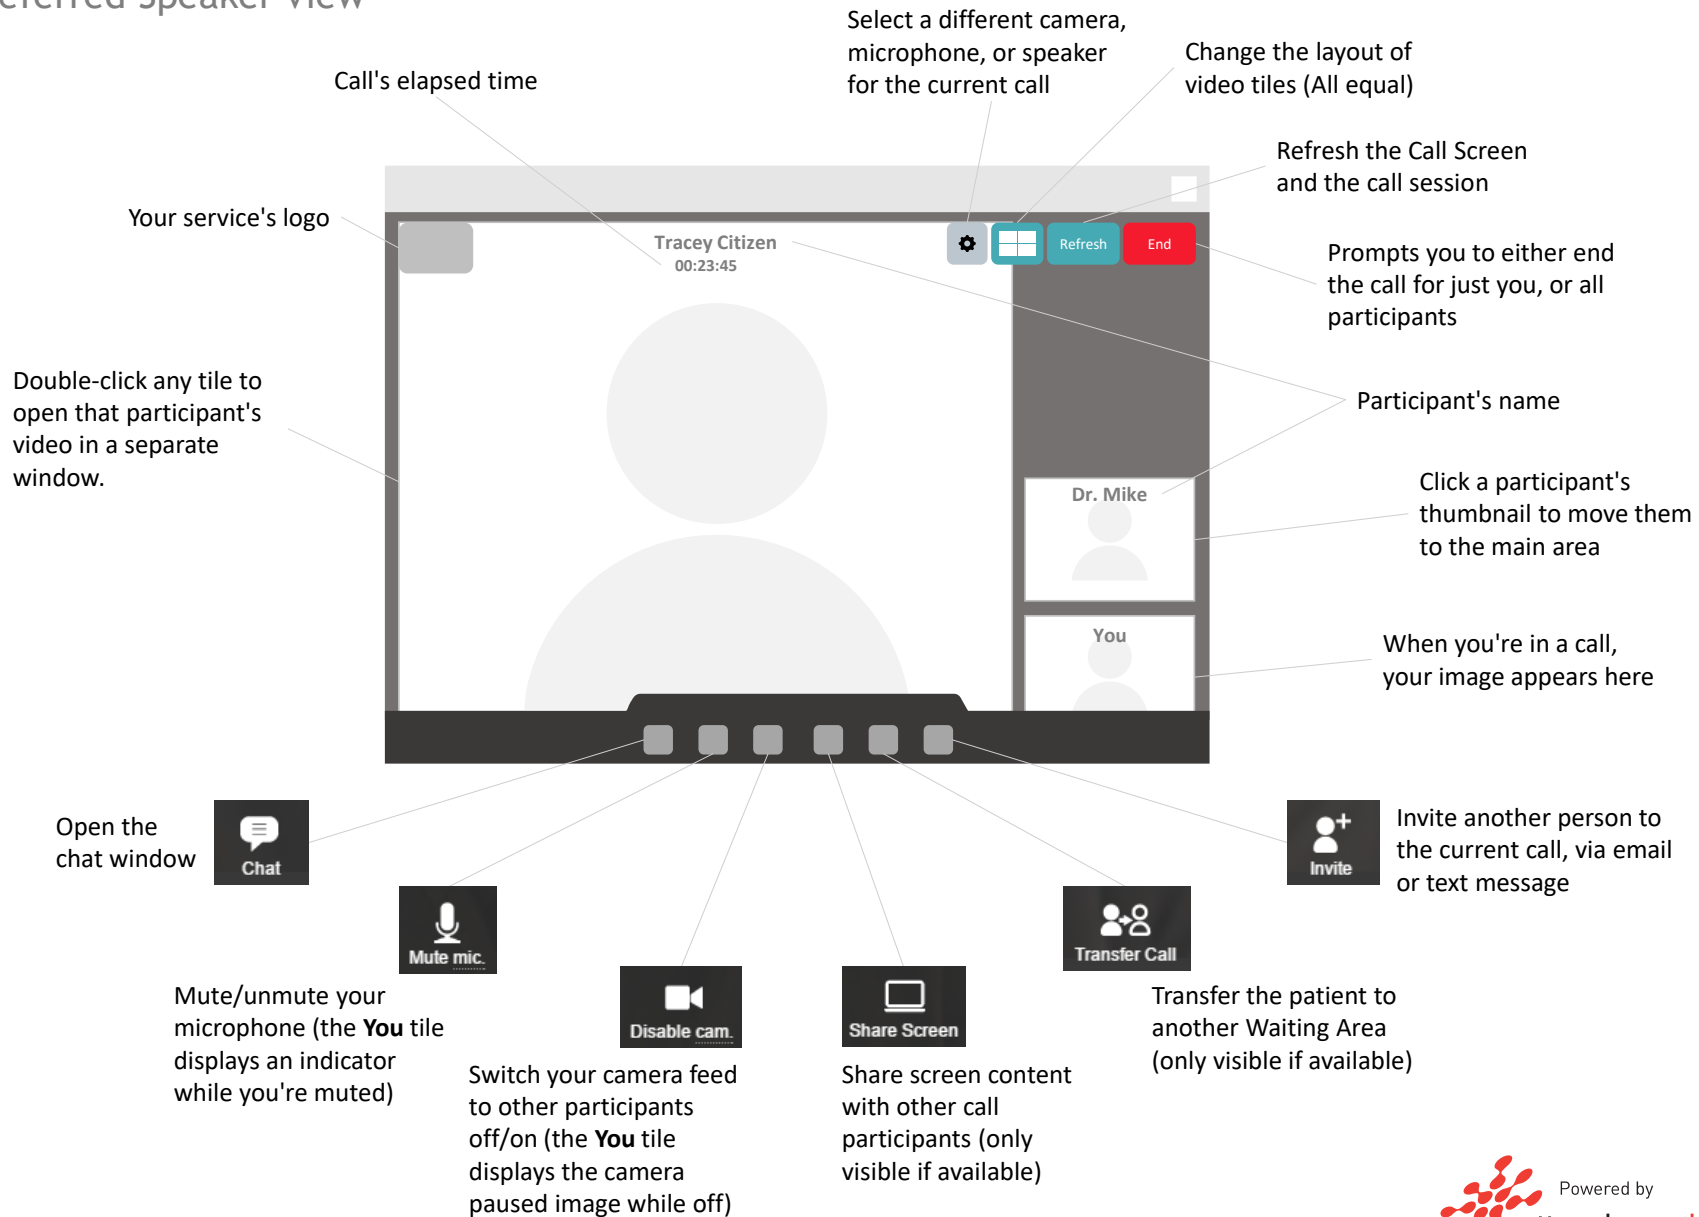 Speaker view
Select a different camera,
microphone, or speaker
for the current call
Change the layout of
video tiles (All equal)
Call's elapsed time
Refresh the Call Screen
and the call session
Your service's logo
Tracey Citizen
00:23:45
Refresh
End
Prompts you to either end
the call for just you, or all
participants
Double-click any tile to
open that participant's
video in a separate
window.
Participant's name
Dr. Mike
Click a participant's
thumbnail to move them
to the main area
You
When you're in a call,
your image appears here
Open the
chat window
Chat
Invite
Invite another person to
the current call, via email
or text message
Mute mic.
Mute/unmute your
microphone (the You tile
displays an indicator
while you're muted)
Disable cam.
Switch your camera feed
to other participants
off/on (the You tile
displays the camera
paused image while off)
Share Screen
Share screen content
with other call
participants (only
visible if available)
Transfer Call
Transfer the patient to
another Waiting Area
(only visible if available)
Powered by